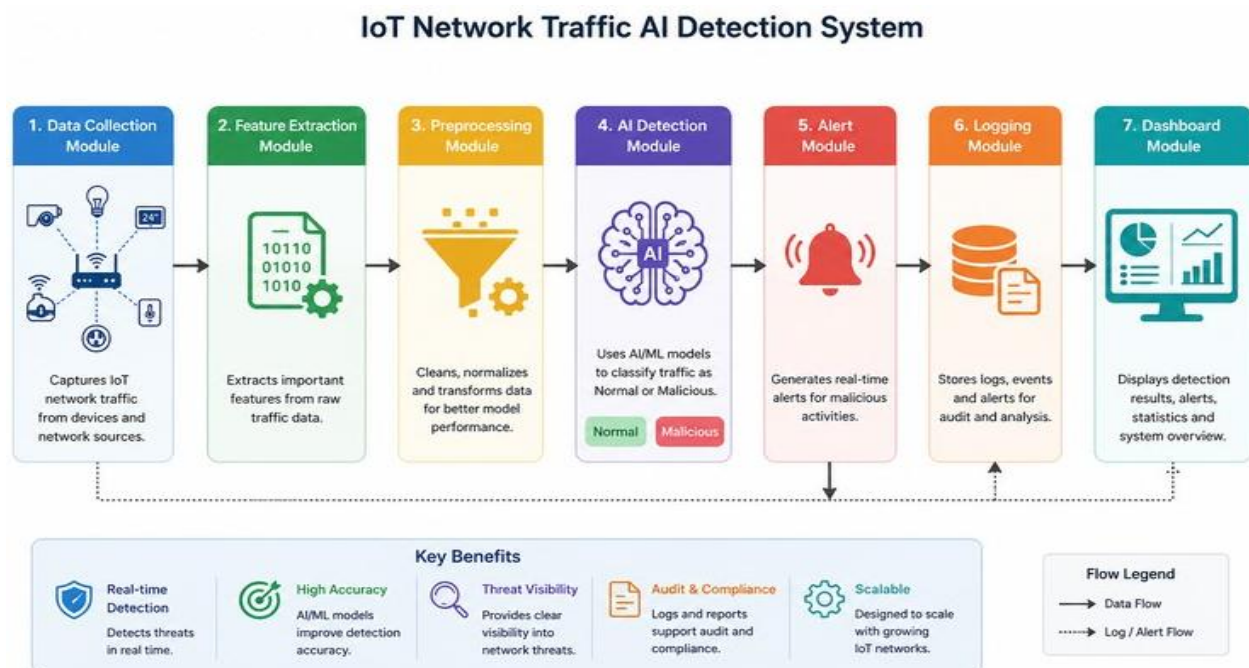 IoT Network Traffic AI Detection System
1. Data Collection
Module
24°
Captures IoT
network traffic
from devices and
network sources.
2. Feature Extraction
Module
10110
01010
1010
Extracts important
features from raw
traffic data.
3. Preprocessing
Module
Cleans, normalizes
and transforms data
for better model
performance.
4. AI Detection
Module
AI
Uses AI/ML models
to classify traffic as
Normal or Malicious.
Normal
Malicious
5. Alert
Module
Generates real-time
alerts for malicious
activities.
6. Logging
Module
Stores logs, events
and alerts for
audit and analysis.
7. Dashboard
Module
Displays detection
results, alerts,
statistics and
system overview.
Key Benefits
Real-time
Detection
Detects threats
in real time.
High Accuracy
AI/ML models
improve detection
accuracy.
Threat Visibility
Provides clear
visibility into
network threats.
Audit & Compliance
Logs and reports
support audit and
compliance.
Scalable
Designed to scale
with growing
IoT networks.
Flow Legend
Data Flow
Log / Alert Flow